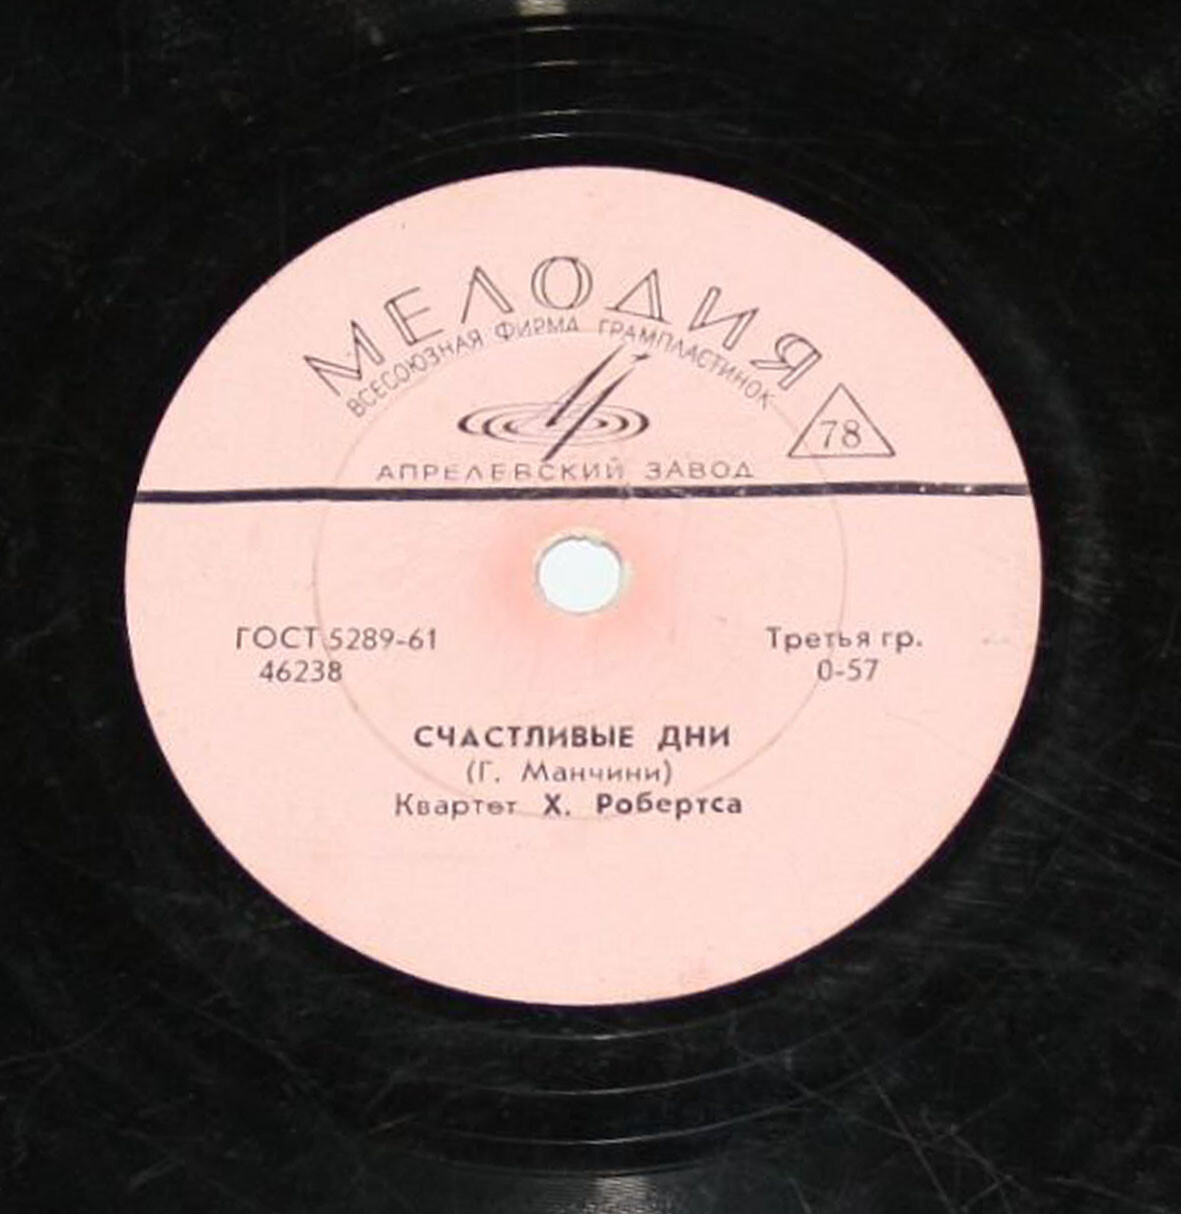 МЕЛОДИЯ
ВСЕСОЮЗНАЯ ФИРМА ГРАМПЛАСТИНОК
78
АПРЕЛЕВСКИЙ ЗАВОД
ГОСТ 5289-61
46238
Третья гр.
0-57
СЧАСТЛИВЫЕ ДНИ
(Г. Манчини)
Квартет Х. Робертса